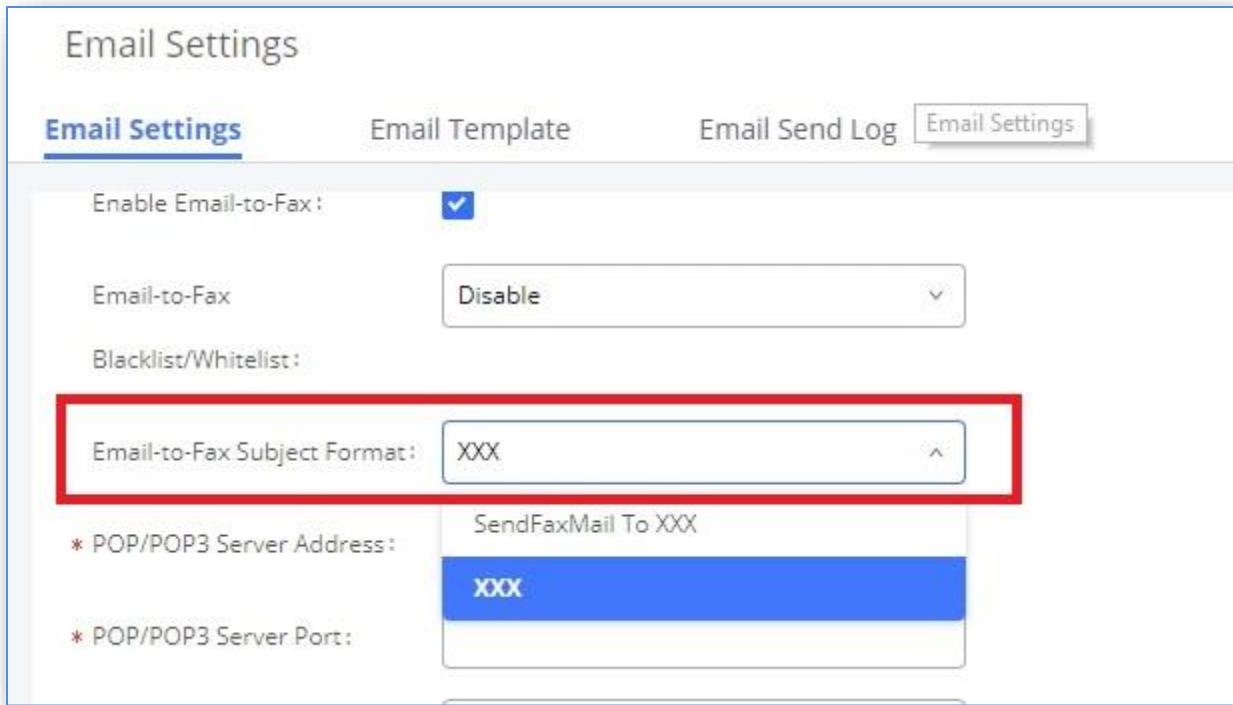 Email Settings
Email Settings Email Template Email Send Log Email Settings
Enable Email-to-Fax:
Email-to-Fax Disable
Blacklist/Whitelist:
Email-to-Fax Subject Format: XXX
SendFaxMail To XXX
* POP/POP3 Server Address:
XXX
* POP/POP3 Server Port: